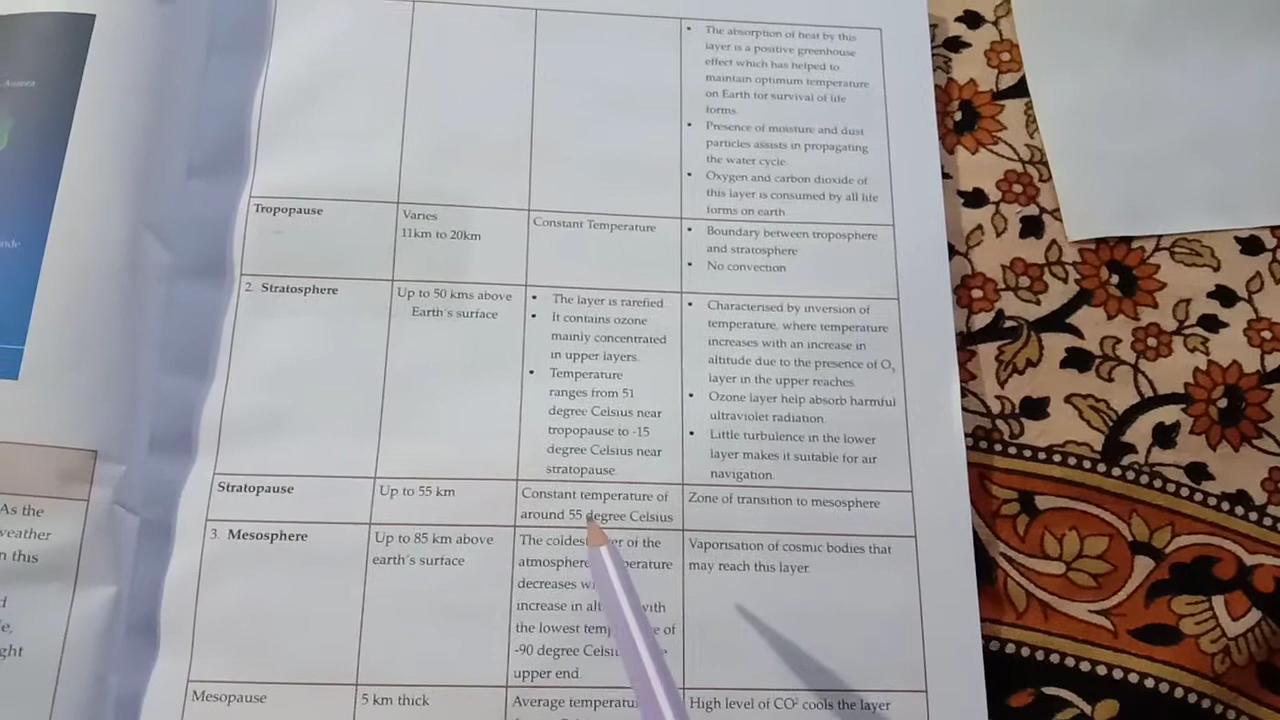 The absorption of heat by this
layer is a positive greenhouse
effect which has helped to
maintain optimum temperature
on Earth for survival of life
forms.
Presence of moisture and dust
particles assists in propagating
the water cycle.
Oxygen and carbon dioxide of
this layer is consumed by all life
forms on earth
Tropopause
Varies
11km to 20km
Constant Temperature
Boundary between troposphere
and stratosphere
No convection
2. Stratosphere
Up to 50 kms above
Earth's surface
The layer is rarefied.
It contains ozone
mainly concentrated
in upper layers.
Temperature
ranges from 51
degree Celsius near
tropopause to -15
degree Celsius near
stratopause.
Characterised by inversion of
temperature, where temperature
increases with an increase in
altitude due to the presence of O₃
layer in the upper reaches.
Ozone layer help absorb harmful
ultraviolet radiation.
Little turbulence in the lower
layer makes it suitable for air
navigation.
Stratopause
Up to 55 km
Constant temperature of
around 55 degree Celsius
Zone of transition to mesosphere
3. Mesosphere
Up to 85 km above
earth's surface
The coldest of the
atmosphere
decreases
increase in with
the lowest of
-90 degree
upper end.
Vaporisation of cosmic bodies that
may reach this layer.
Mesopause
5 km thick
Average
High level of CO² cools the layer
As the
weather
n this
ght